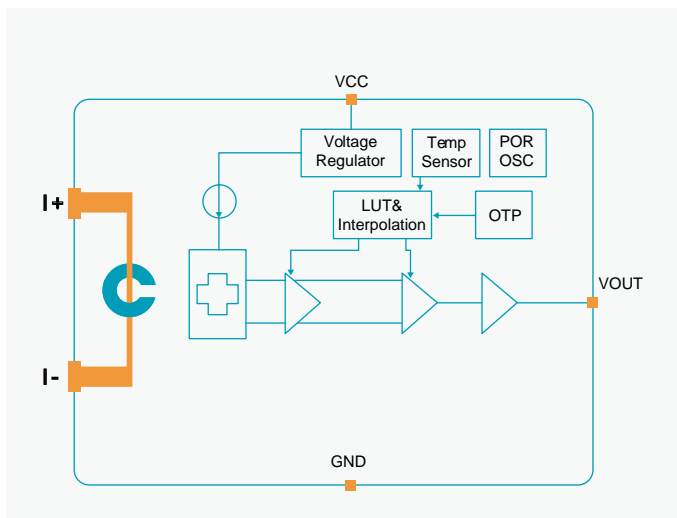 VCC
Voltage
Regulator
Temp
Sensor
POR
OSC
I+
LUT&
Interpolation
OTP
VOUT
I-
GND